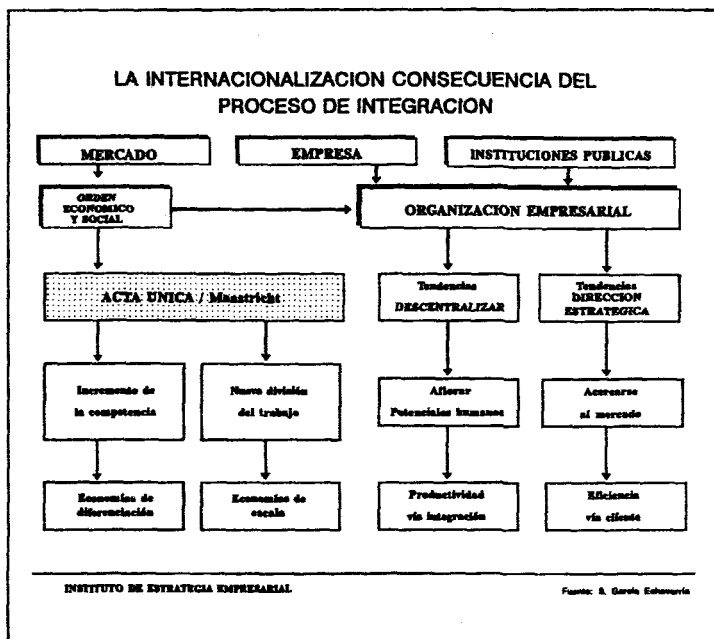 LA INTERNACIONALIZACION CONSECUENCIA DEL
PROCESO DE INTEGRACION
MERCADO
EMPRESA
INSTITUCIONES PUBLICAS
ORDEN
ECONOMICO
Y SOCIAL
ORGANIZACION EMPRESARIAL
ACTA UNICA / Maastricht
Tendencias
DESCENTRALIZAR
Tendencias
DIRECCION
ESTRATEGICA
Incremento de
la competencia
Nueva división
del trabajo
Aflorar
Potenciales humanos
Acercarse
al mercado
Economías de
diferenciación
Economías de
escala
Productividad
vía integración
Eficiencia
vía cliente
INSTITUTO DE ESTRATEGIA EMPRESARIAL
Fuente: S. García Echevarría